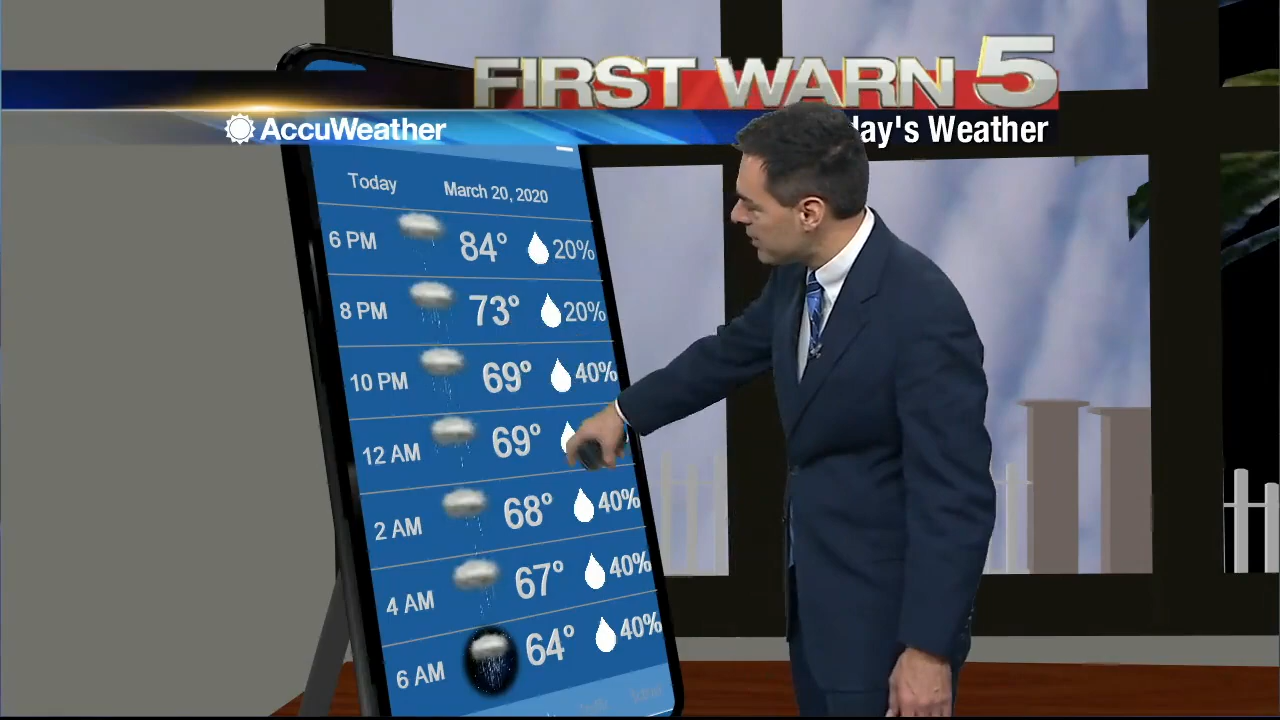 FIRST WARN 5
AccuWeather
ay's Weather
Today March 20, 2020
6 PM 84° 20%
8 PM 73° 20%
10 PM 69° 40%
12 AM 69°
2 AM 68° 40%
4 AM 67° 40%
6 AM 64° 40%